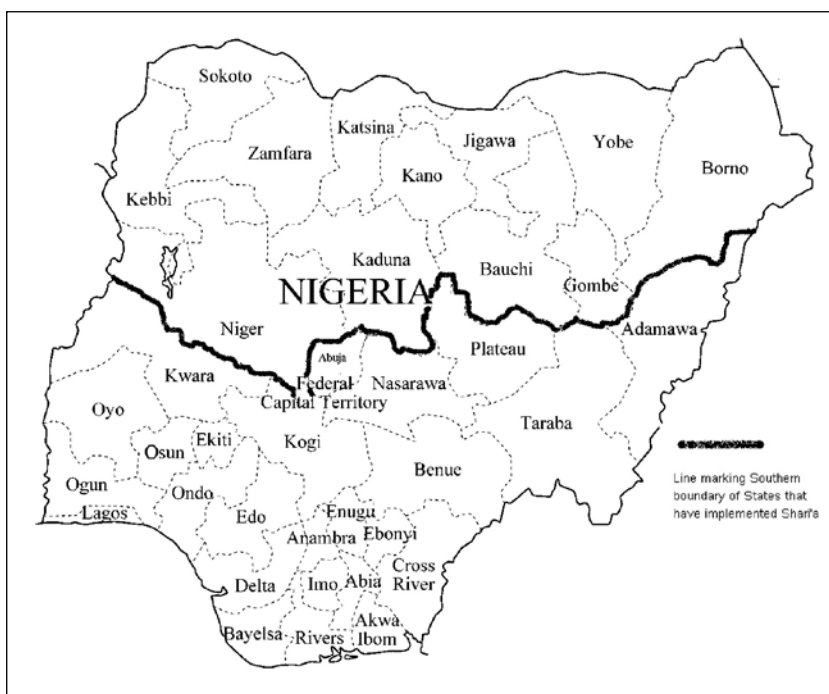 Sokoto
Katsina
Zamfara
Jigawa
Yobe
Kano
Borno
Kebbi
Kaduna
Bauchi
NIGERIA
Gombe
Niger
Adamawa
Abuja
Plateau
Kwara
Federal
Capital Territory
Nasarawa
Oyo
Taraba
Ekiti
Kogi
Osun
Benue
Ogun
Ondo
Lagos
Edo
Enugu
Anambra
Ebonyi
Cross
River
Delta
Imo
Abia
Bayelsa
Rivers
Akwa
Ibom
Line marking Southern
boundary of States that
have implemented Shari'a